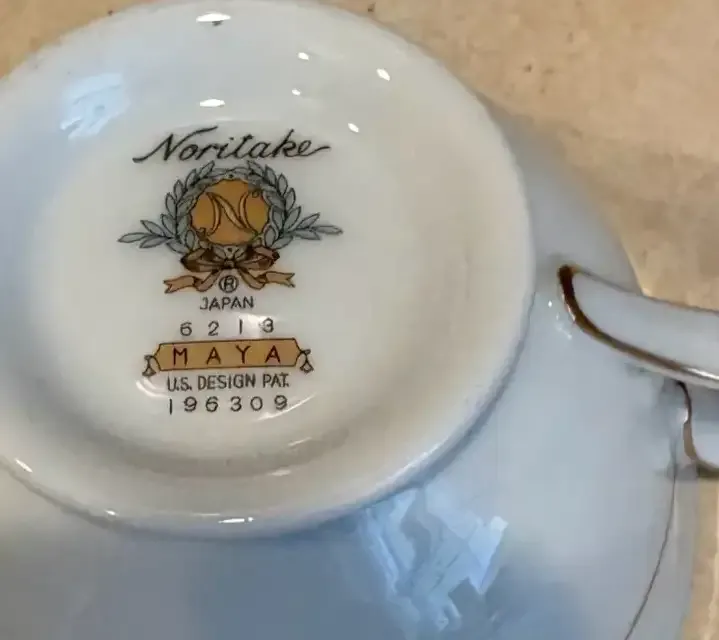 Noritake
N
®
JAPAN
6213
MAYA
U.S. DESIGN PAT.
196309